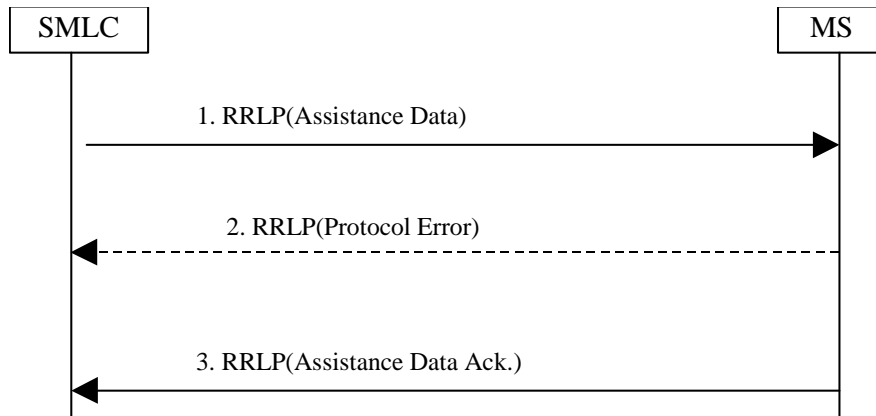 SMLC
MS
1. RRLP(Assistance Data)
2. RRLP(Protocol Error)
3. RRLP(Assistance Data Ack.)